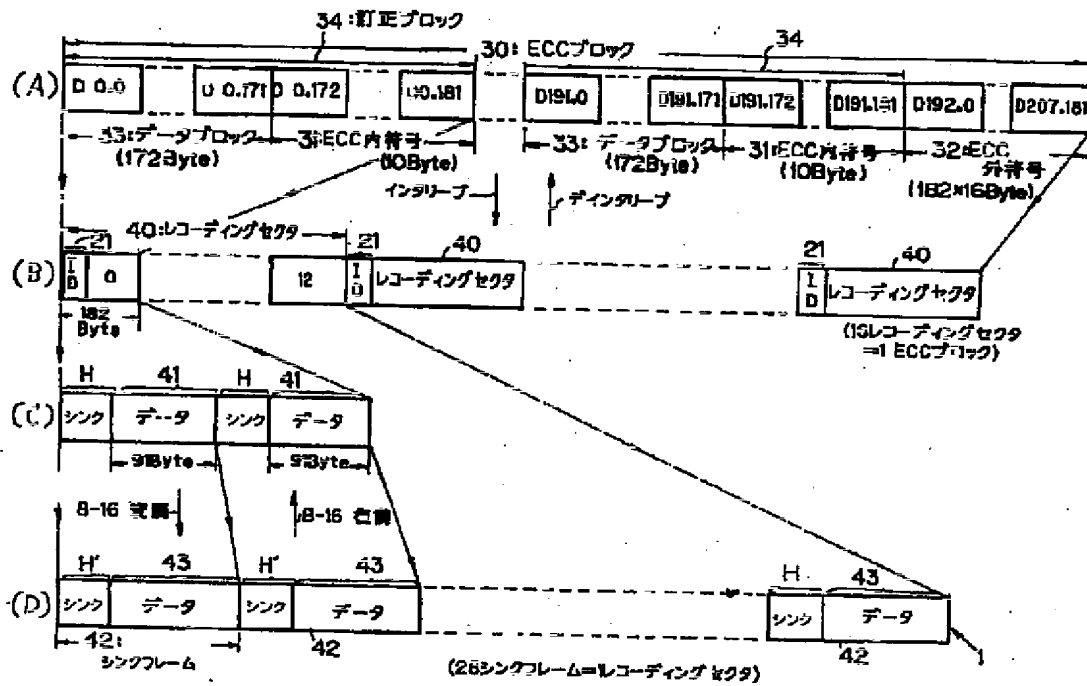 34:訂正ブロック
30:ECCブロック
34
(A)
D 0.0
D 0.171
D 0.172
D0.181
D191.0
D191.171
D191.172
D191.181
D192.0
D207.181
33:データブロック
(172Byte)
31:ECC内符号
(10Byte)
33:データブロック
(172Byte)
31:ECC内符号
(10Byte)
32:ECC
外符号
(182×16Byte)
インタリーブ
デインタリーブ
21
40:レコーディングセクタ
21
40
21
40
(B)
ID
0
12
ID
レコーディングセクタ
ID
レコーディングセクタ
182
Byte
(16レコーディングセクタ
=1 ECCブロック)
H
41
H
41
(C)
シンク
データ
シンク
データ
91Byte
91Byte
8-16 変調
8-16 復調
H'
43
H'
43
H
43
(D)
シンク
データ
シンク
データ
シンク
データ
42:
シンクフレーム
42
42
1
(26シンクフレーム=1レコーディングセクタ)